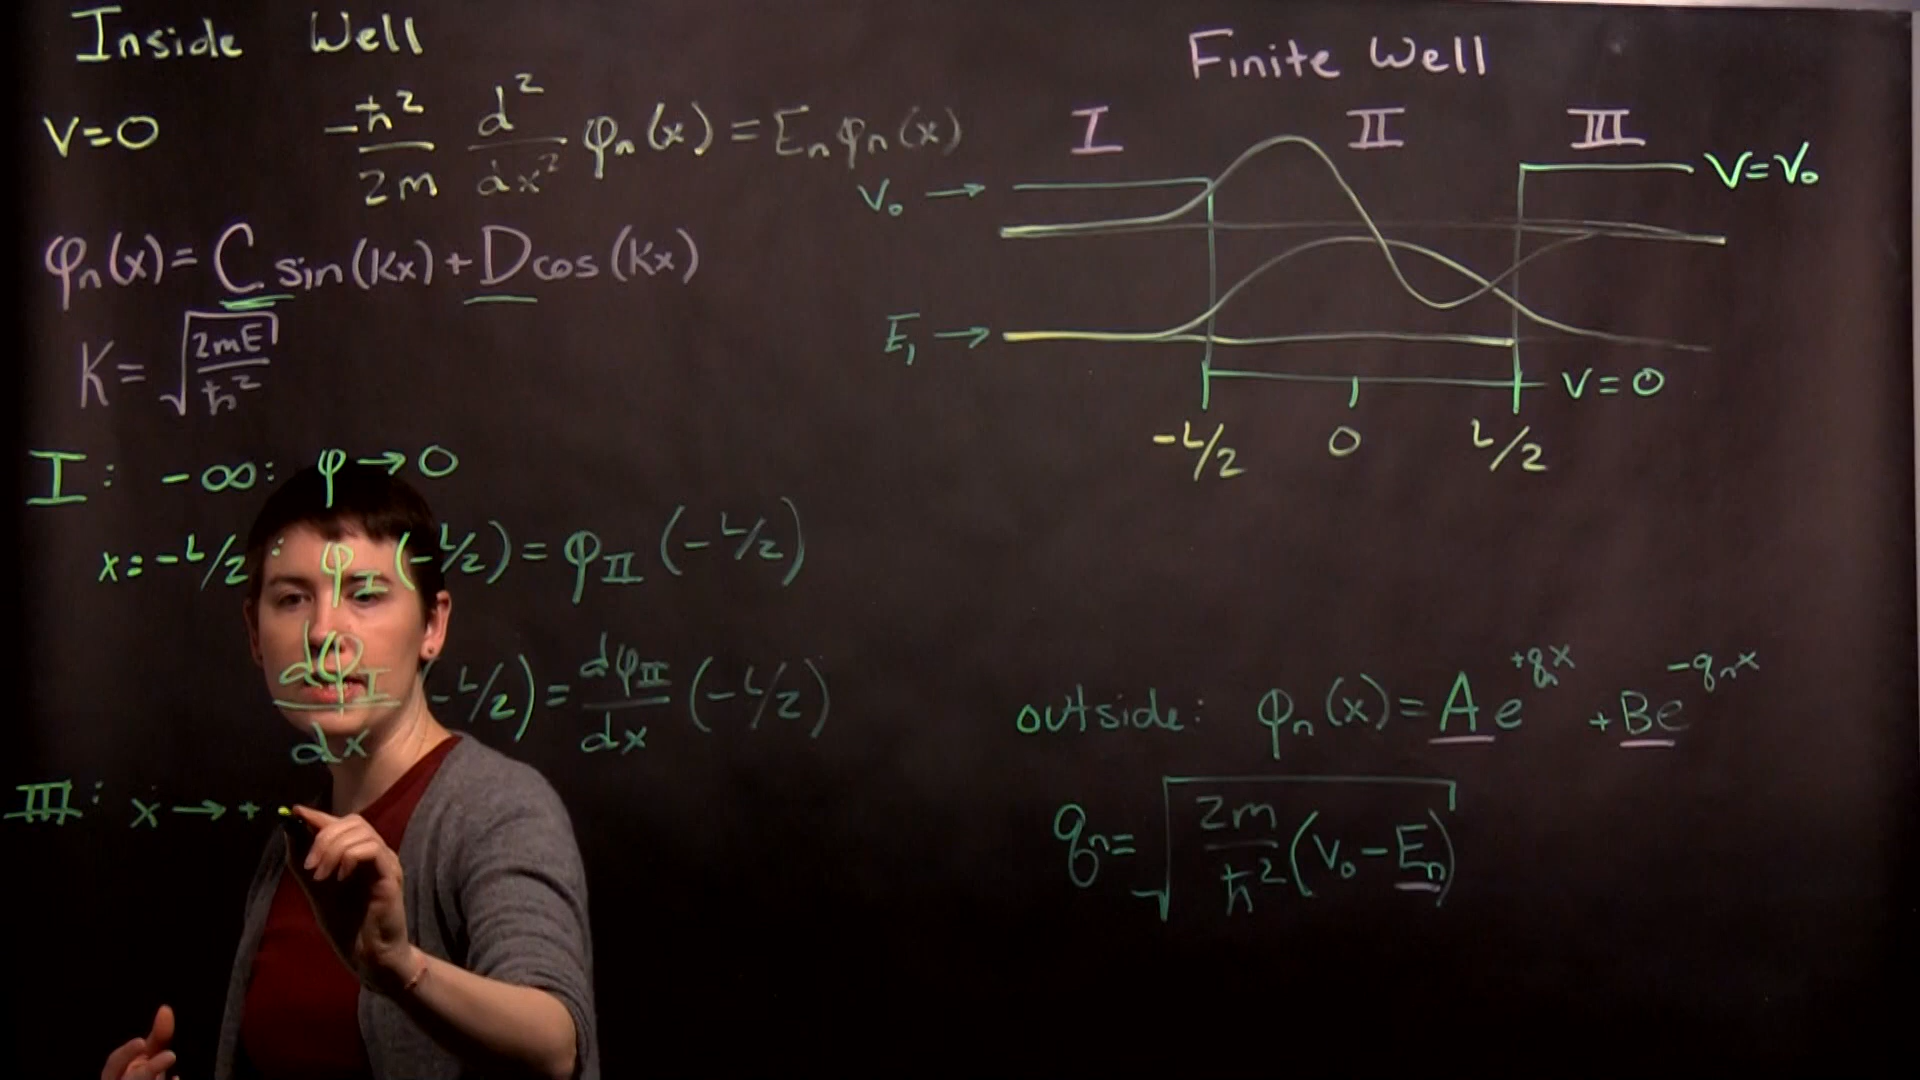 Inside Well
V=0
-ħ²/2m d²/dx² φn(x) = En φn(x)
φn(x) = C sin(kx) + D cos(kx)
K = √(2mE/ħ²)
I: -∞: φ → 0
x = -L/2: φI (-L/2) = φII (-L/2)
dφI/dx (-L/2) = dφII/dx (-L/2)
III: x → +
Finite Well
I II III
V₀ → V=V₀
E₁ →
V=0
-L/2 0 L/2
outside: φn(x) = A e^{+qnx} + B e^{-qnx}
qn = √(2m/ħ² (V₀ - En))